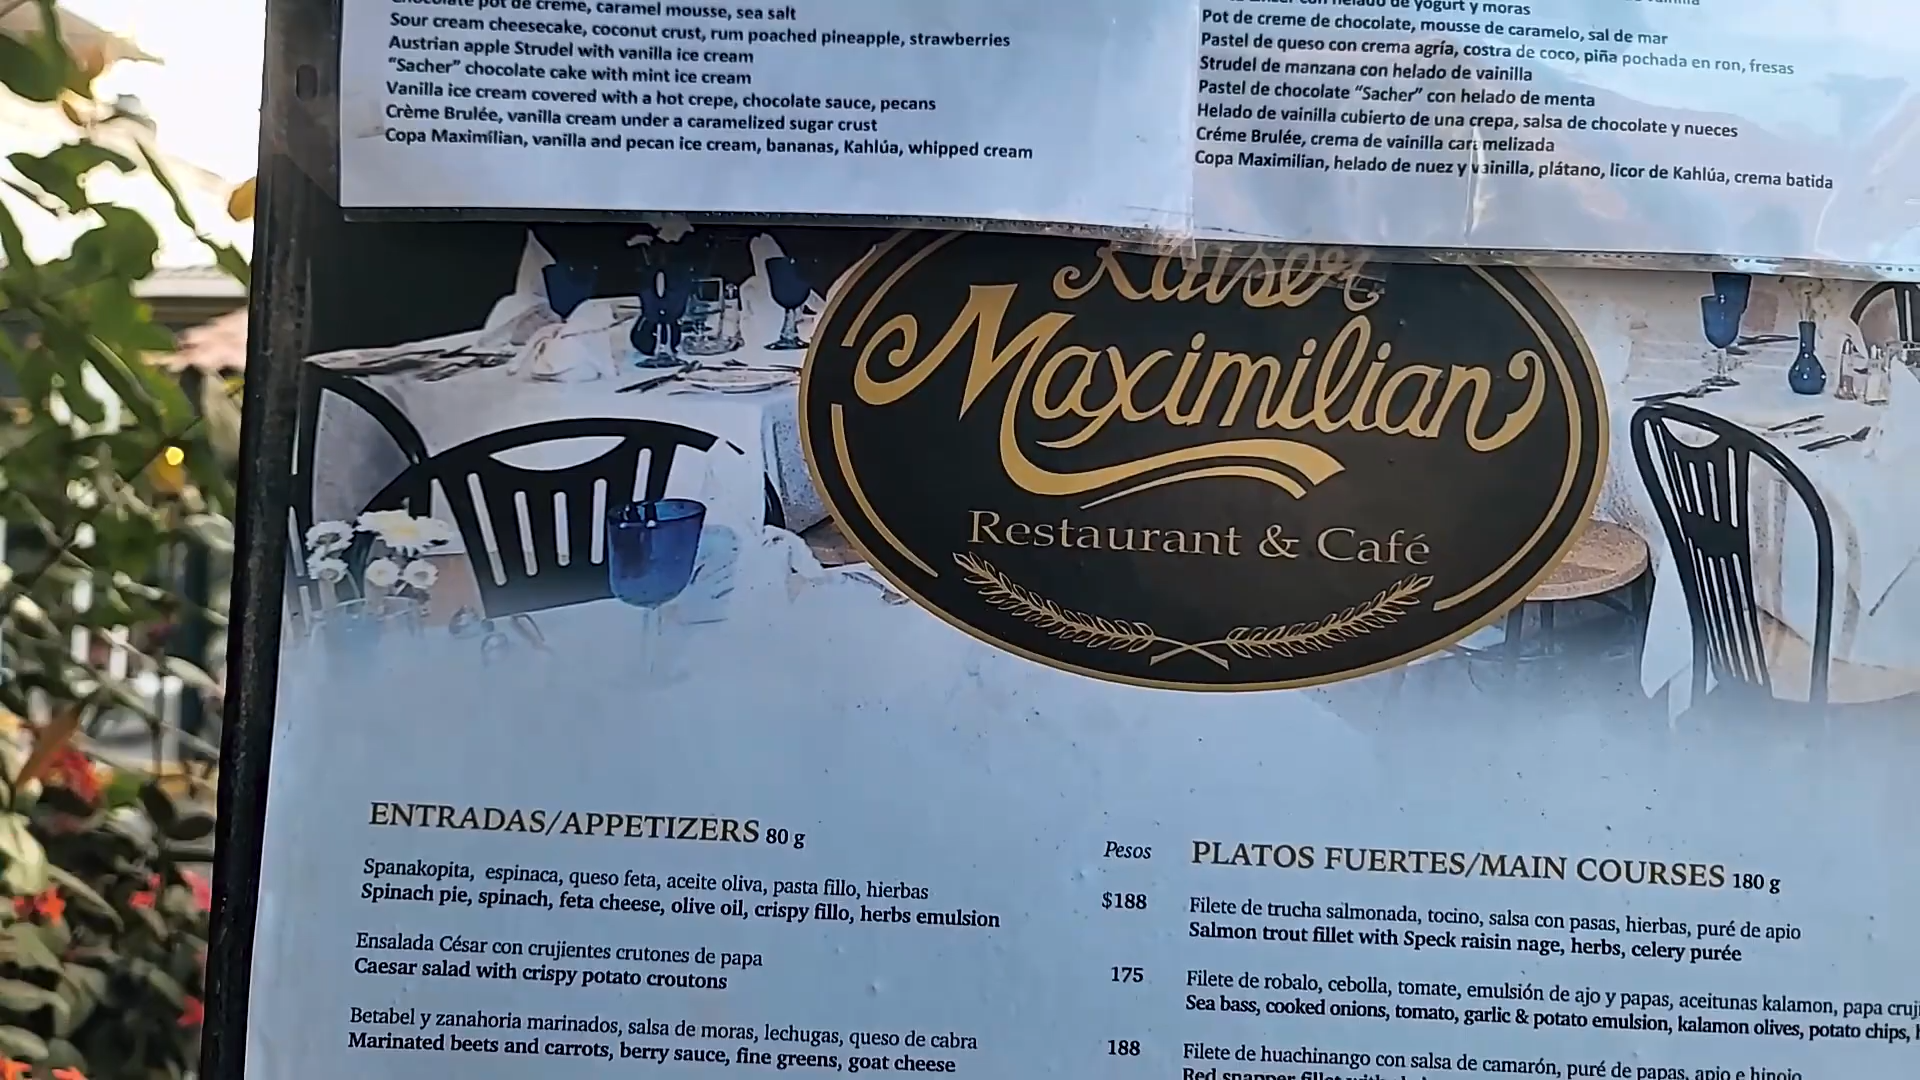 pot de creme, caramel mousse, sea salt
Sour cream cheesecake, coconut crust, rum poached pineapple, strawberries
Austrian apple Strudel with vanilla ice cream
“Sacher” chocolate cake with mint ice cream
Vanilla ice cream covered with a hot crepe, chocolate sauce, pecans
Crème Brulée, vanilla cream under a caramelized sugar crust
Copa Maximilian, vanilla and pecan ice cream, bananas, Kahlúa, whipped cream
helado de yogurt y moras
Pot de creme de chocolate, mousse de caramelo, sal de mar
Pastel de queso con crema agría, costra de coco, piña pochada en ron, fresas
Strudel de manzana con helado de vainilla
Pastel de chocolate “Sacher” con helado de menta
Helado de vainilla cubierto de una crepa, salsa de chocolate y nueces
Créme Brulée, crema de vainilla caramelizada
Copa Maximilian, helado de nuez y vainilla, plátano, licor de Kahlúa, crema batida
Kaiser
Maximilian
Restaurant & Café
ENTRADAS/APPETIZERS 80 g
Pesos
Spanakopita, espinaca, queso feta, aceite oliva, pasta fillo, hierbas
Spinach pie, spinach, feta cheese, olive oil, crispy fillo, herbs emulsion
$188
Ensalada César con crujientes crutones de papa
Caesar salad with crispy potato croutons
175
Betabel y zanahoria marinados, salsa de moras, lechugas, queso de cabra
Marinated beets and carrots, berry sauce, fine greens, goat cheese
188
PLATOS FUERTES/MAIN COURSES 180 g
Filete de trucha salmonada, tocino, salsa con pasas, hierbas, puré de apio
Salmon trout fillet with Speck raisin nage, herbs, celery purée
Filete de robalo, cebolla, tomate, emulsión de ajo y papas, aceitunas kalamon, papa
Sea bass, cooked onions, tomato, garlic & potato emulsion, kalamon olives, potato chips,
Filete de huachinango con salsa de camarón, puré de papas, apio e hinojo
Red snapper